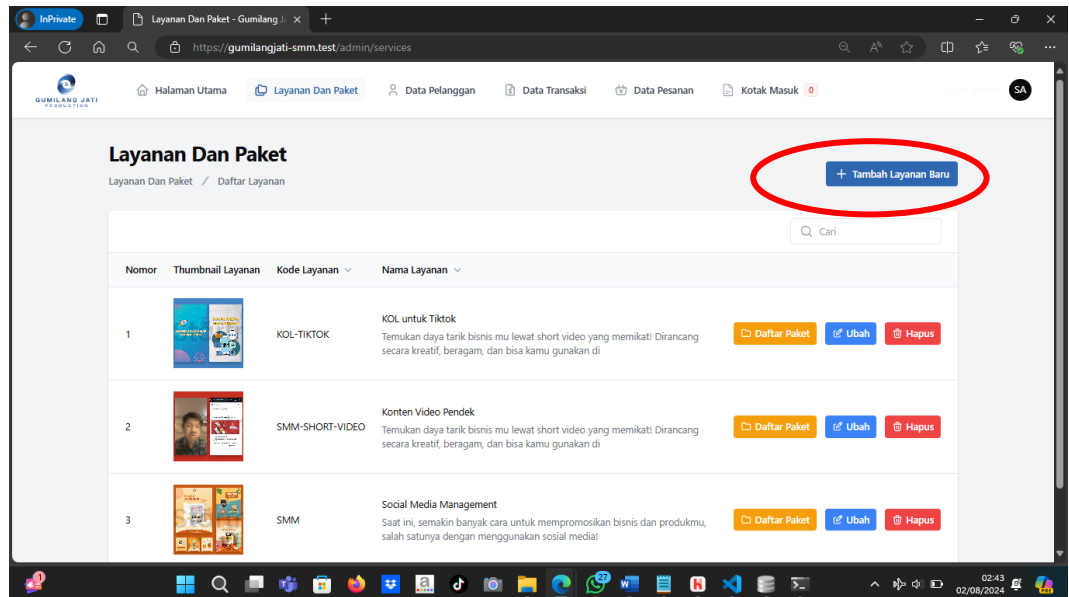 InPrivate
Layanan Dan Paket - Gumilang J
https://gumilangjati-smm.test/admin/services
GUMILANG JATI
PRODUCTION
Halaman Utama
Layanan Dan Paket
Data Pelanggan
Data Transaksi
Data Pesanan
Kotak Masuk 0
SA
Layanan Dan Paket
Layanan Dan Paket / Daftar Layanan
+ Tambah Layanan Baru
Cari
Nomor Thumbnail Layanan Kode Layanan Nama Layanan
1
KOL-TIKTOK
KOL untuk Tiktok
Temukan daya tarik bisnis mu lewat short video yang memikat! Dirancang
secara kreatif, beragam, dan bisa kamu gunakan di
Daftar Paket
Ubah
Hapus
2
SMM-SHORT-VIDEO
Konten Video Pendek
Temukan daya tarik bisnis mu lewat short video yang memikat! Dirancang
secara kreatif, beragam, dan bisa kamu gunakan di
Daftar Paket
Ubah
Hapus
3
SMM
Social Media Management
Saat ini, semakin banyak cara untuk mempromosikan bisnis dan produkmu,
salah satunya dengan menggunakan sosial media!
Daftar Paket
Ubah
Hapus
27
02:43
02/08/2024